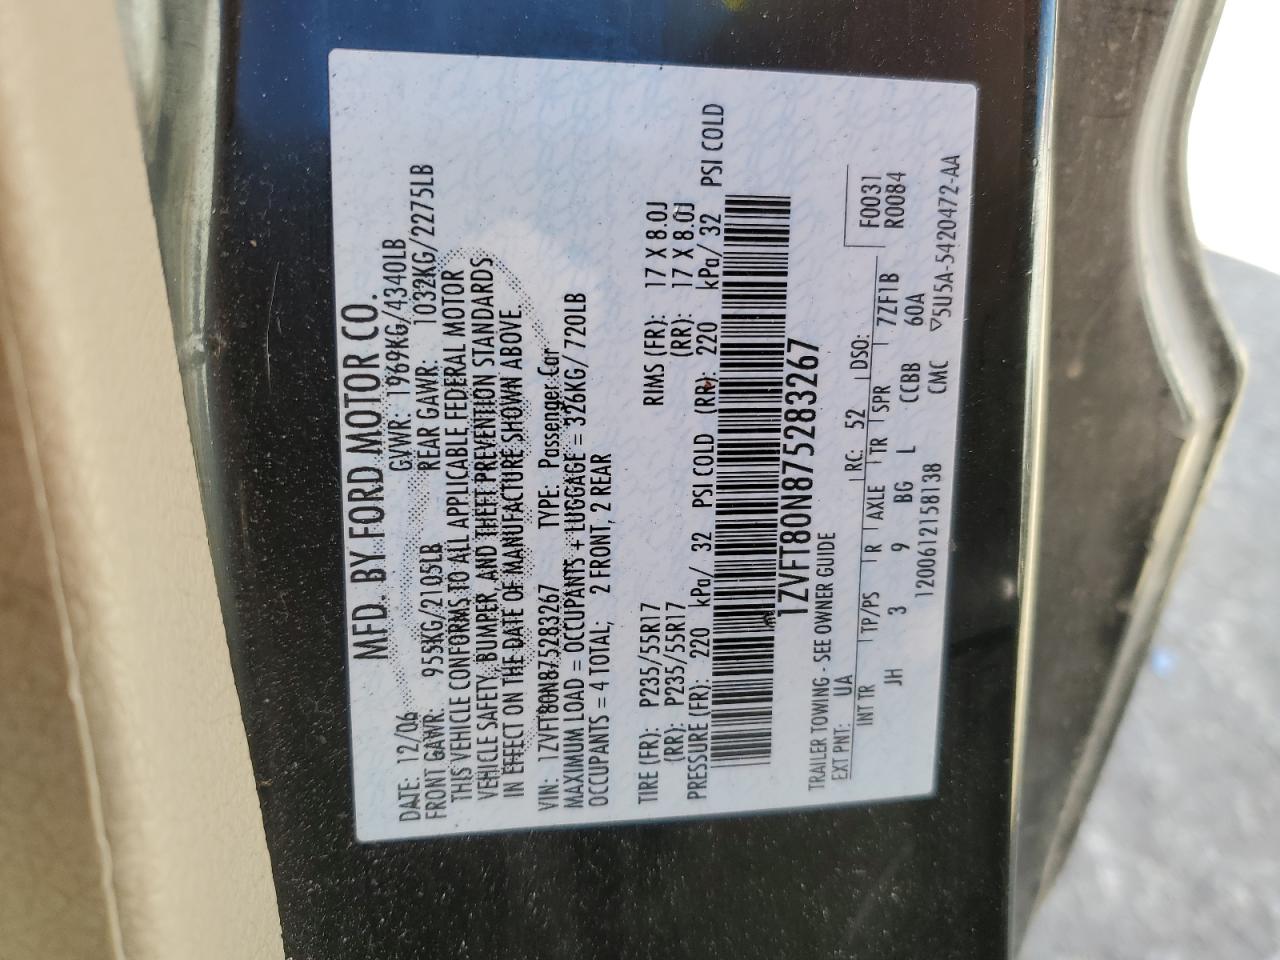 MFD. BY FORD MOTOR CO.
DATE: 12/06 GVWR: 1969KG/4340LB
FRONT GAWR: 955KG/2105LB REAR GAWR: 1032KG/2275LB
THIS VEHICLE CONFORMS TO ALL APPLICABLE FEDERAL MOTOR
VEHICLE SAFETY, BUMPER, AND THEFT PREVENTION STANDARDS
IN EFFECT ON THE DATE OF MANUFACTURE SHOWN ABOVE.
VIN: 1ZVFT80N875283267 TYPE: Passenger Car
MAXIMUM LOAD = OCCUPANTS + LUGGAGE = 326KG/720LB
OCCUPANTS = 4 TOTAL, 2 FRONT, 2 REAR
TIRE (FR): P235/55R17 RIMS (FR): 17 X 8.0J
(RR): P235/55R17 (RR): 17 X 8.0J
PRESSURE (FR): 220 kPa/ 32 PSI COLD (RR): 220 kPa/ 32 PSI COLD
1ZVFT80N875283267
TRAILER TOWING - SEE OWNER GUIDE
EXT PNT: UA RC: 52 DSO: F0031
INT TR TP/PS R AXLE TR SPR 7ZF1B R0084
JH 3 9 BG L CCBB 60A
1200612158138 CMC ▽5U5A-5420472-AA